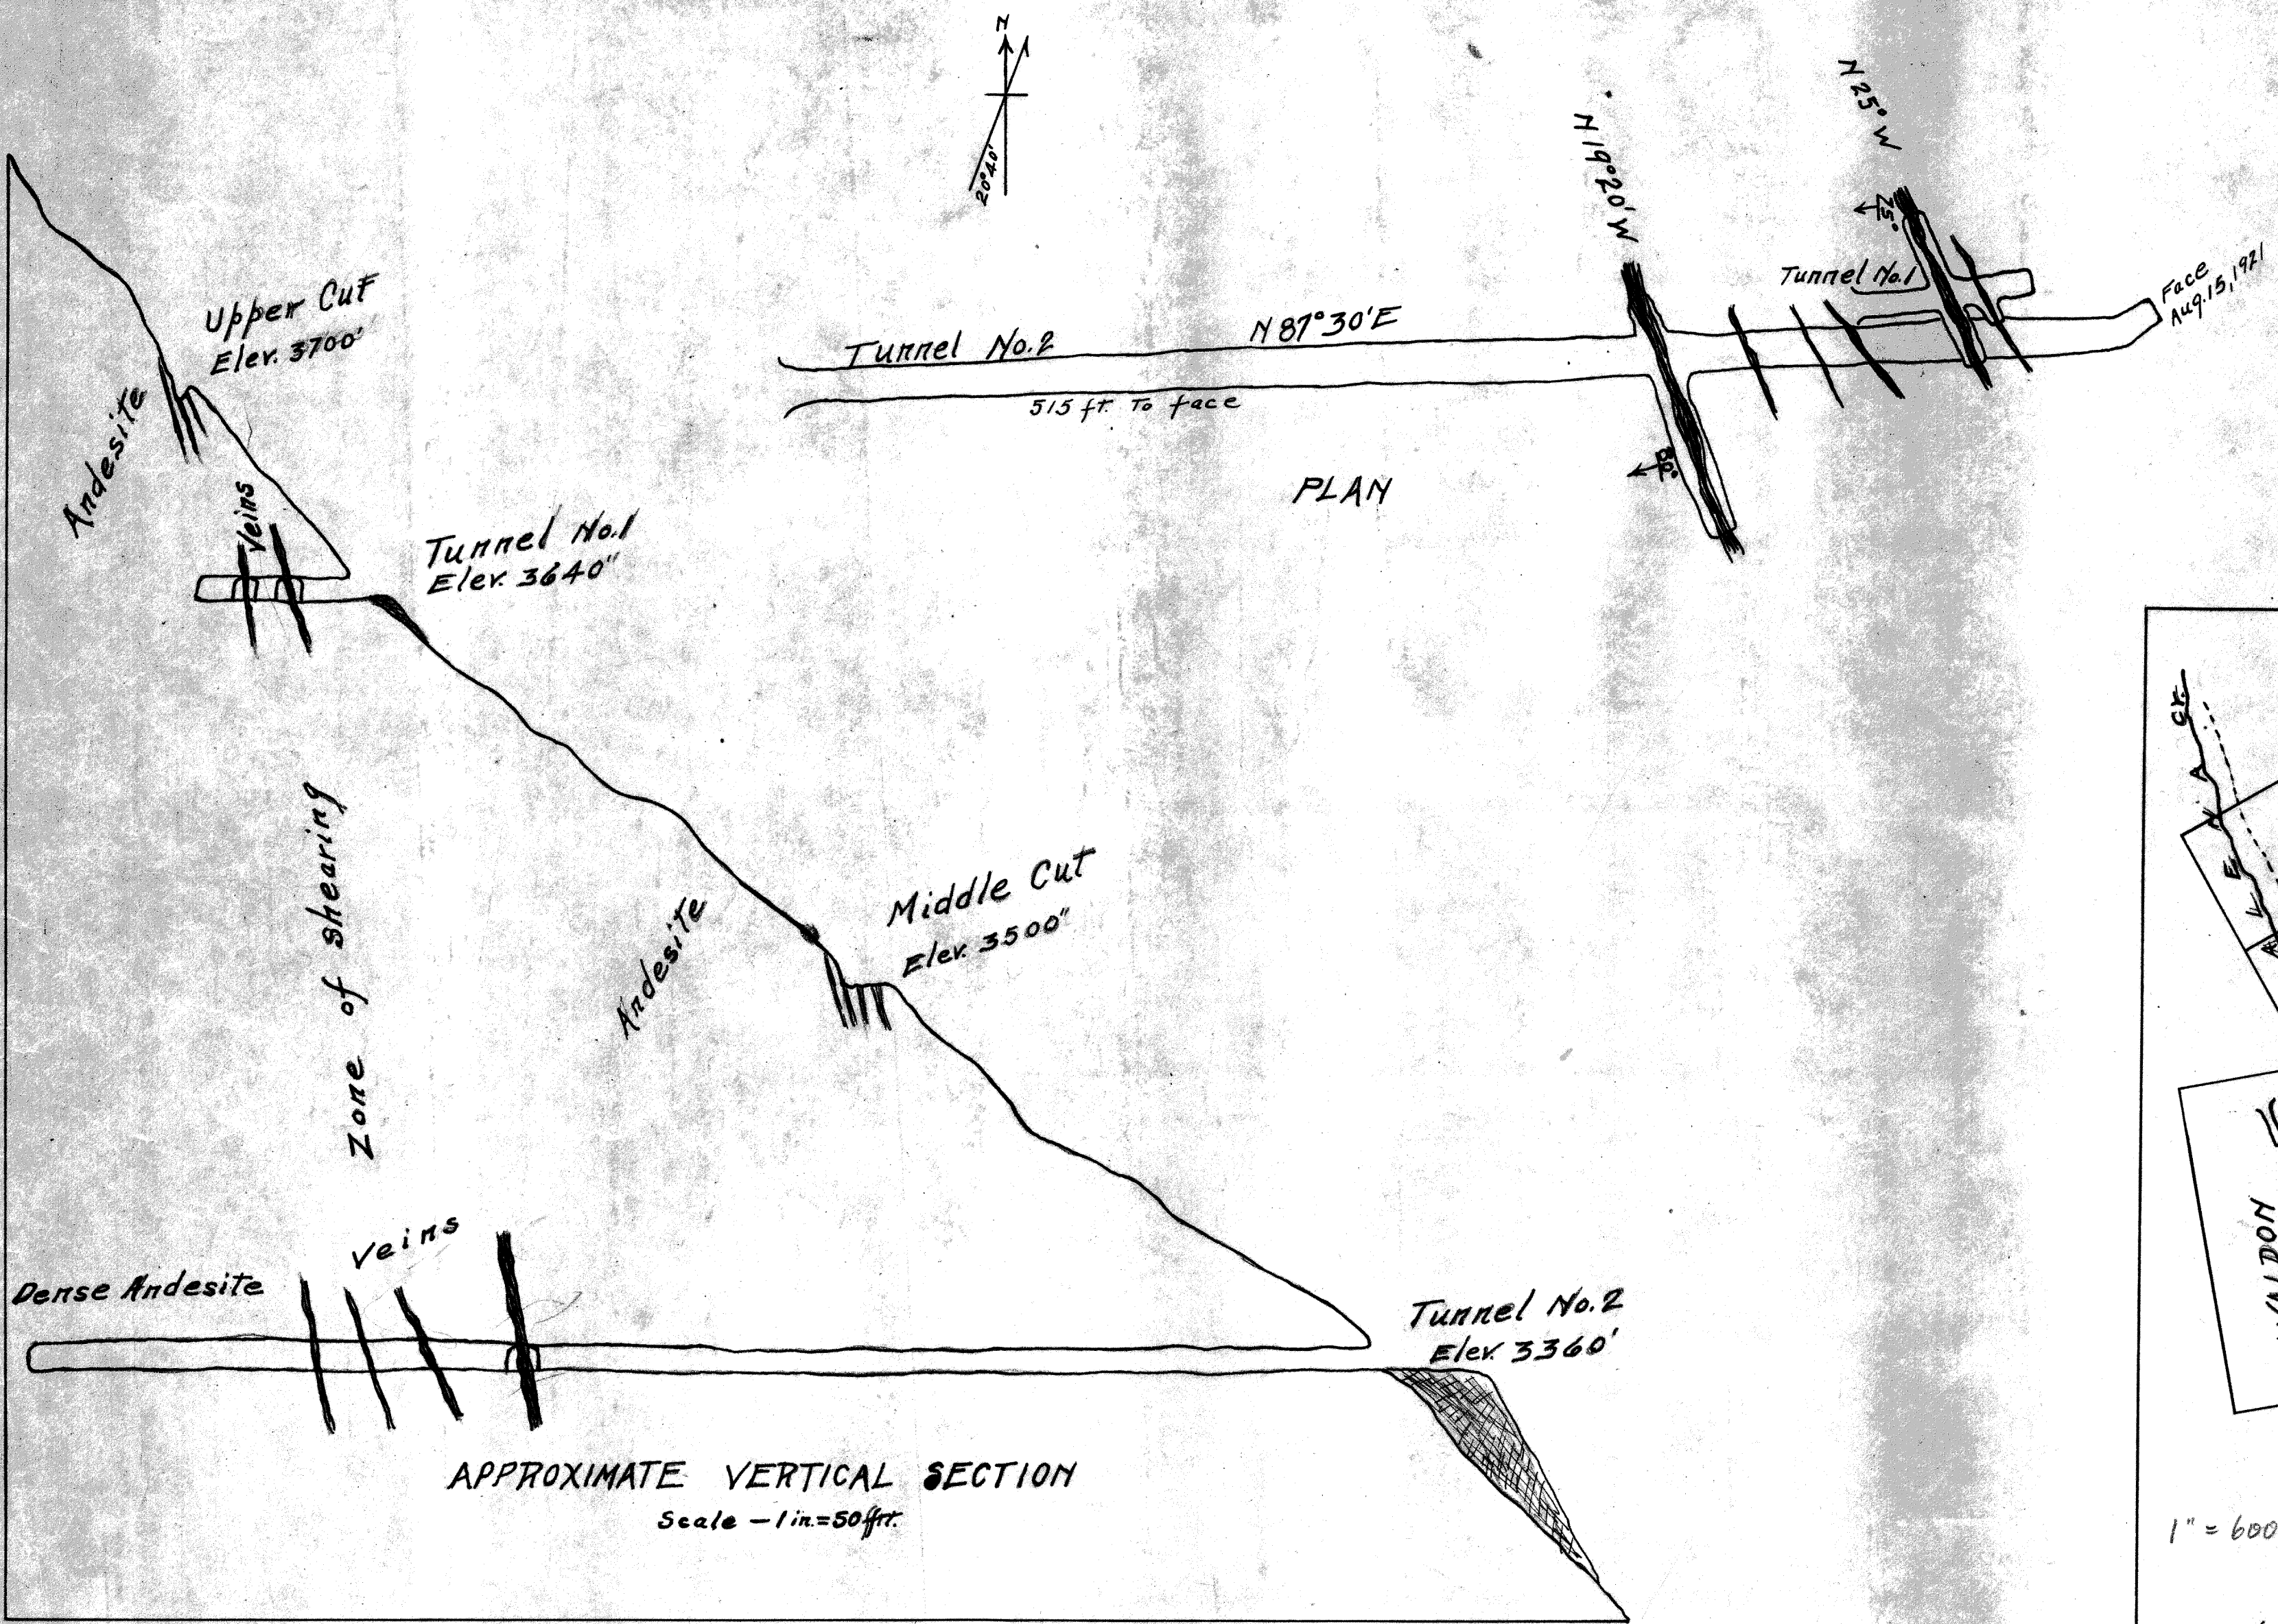 N
20°40'
N 19°20' W
N 25° W
75°
Tunnel No.1
Face
Aug. 15, 1921
Tunnel No.2
N 87°30' E
515 ft. To face
80°
PLAN
Upper Cut
Elev. 3700'
Andesite
Veins
Tunnel No.1
Elev. 3640"
Zone of shearing
Andesite
Middle Cut
Elev. 3500"
Veins
Dense Andesite
Tunnel No.2
Elev. 3360'
APPROXIMATE VERTICAL SECTION
Scale - 1 in. = 50 ft.
Cr.
1" = 600